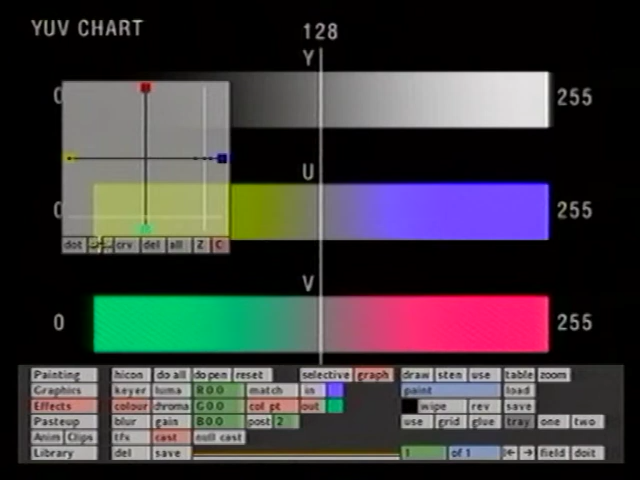 YUV CHART
128
Y
0
255
U
0
255
dot
crv del all Z C
V
0
255
Painting hicon do all do pen reset selective graph draw sten use table zoom
Graphics keyer luma R 0 0 match in paint load
Effects colour chroma G 0 0 col pt out wipe rev save
Pasteup blur gain B 0 0 post 2 use grid glue tray one two
Anim Clips tfs cast null cast
Library del save 1 of 1 |← → field doit